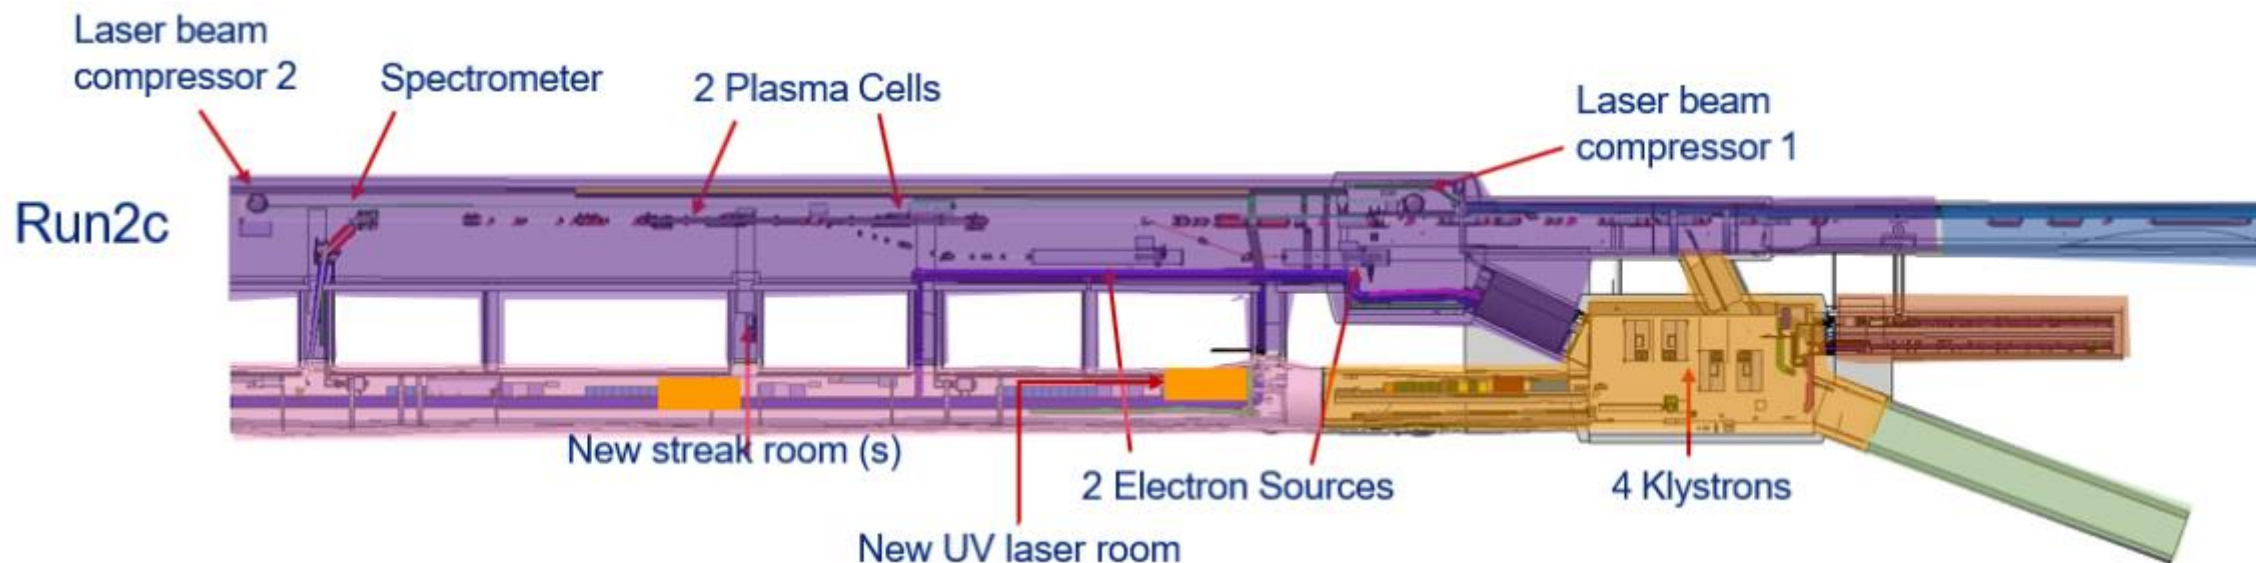 Laser beam
compressor 2
Spectrometer
2 Plasma Cells
Laser beam
compressor 1
Run2c
New streak room (s)
2 Electron Sources
4 Klystrons
New UV laser room